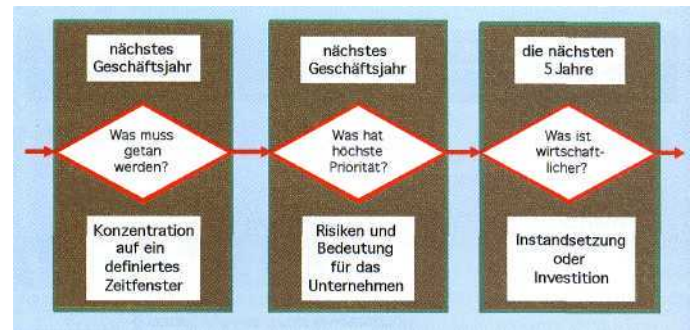 nächstes
Geschäftsjahr
Was muss
getan
werden?
Konzentration
auf ein
definiertes
Zeitfenster
nächstes
Geschäftsjahr
Was hat
höchste
Priorität?
Risiken und
Bedeutung
für das
Unternehmen
die nächsten
5 Jahre
Was ist
wirtschaft-
licher?
Instandsetzung
oder
Investition